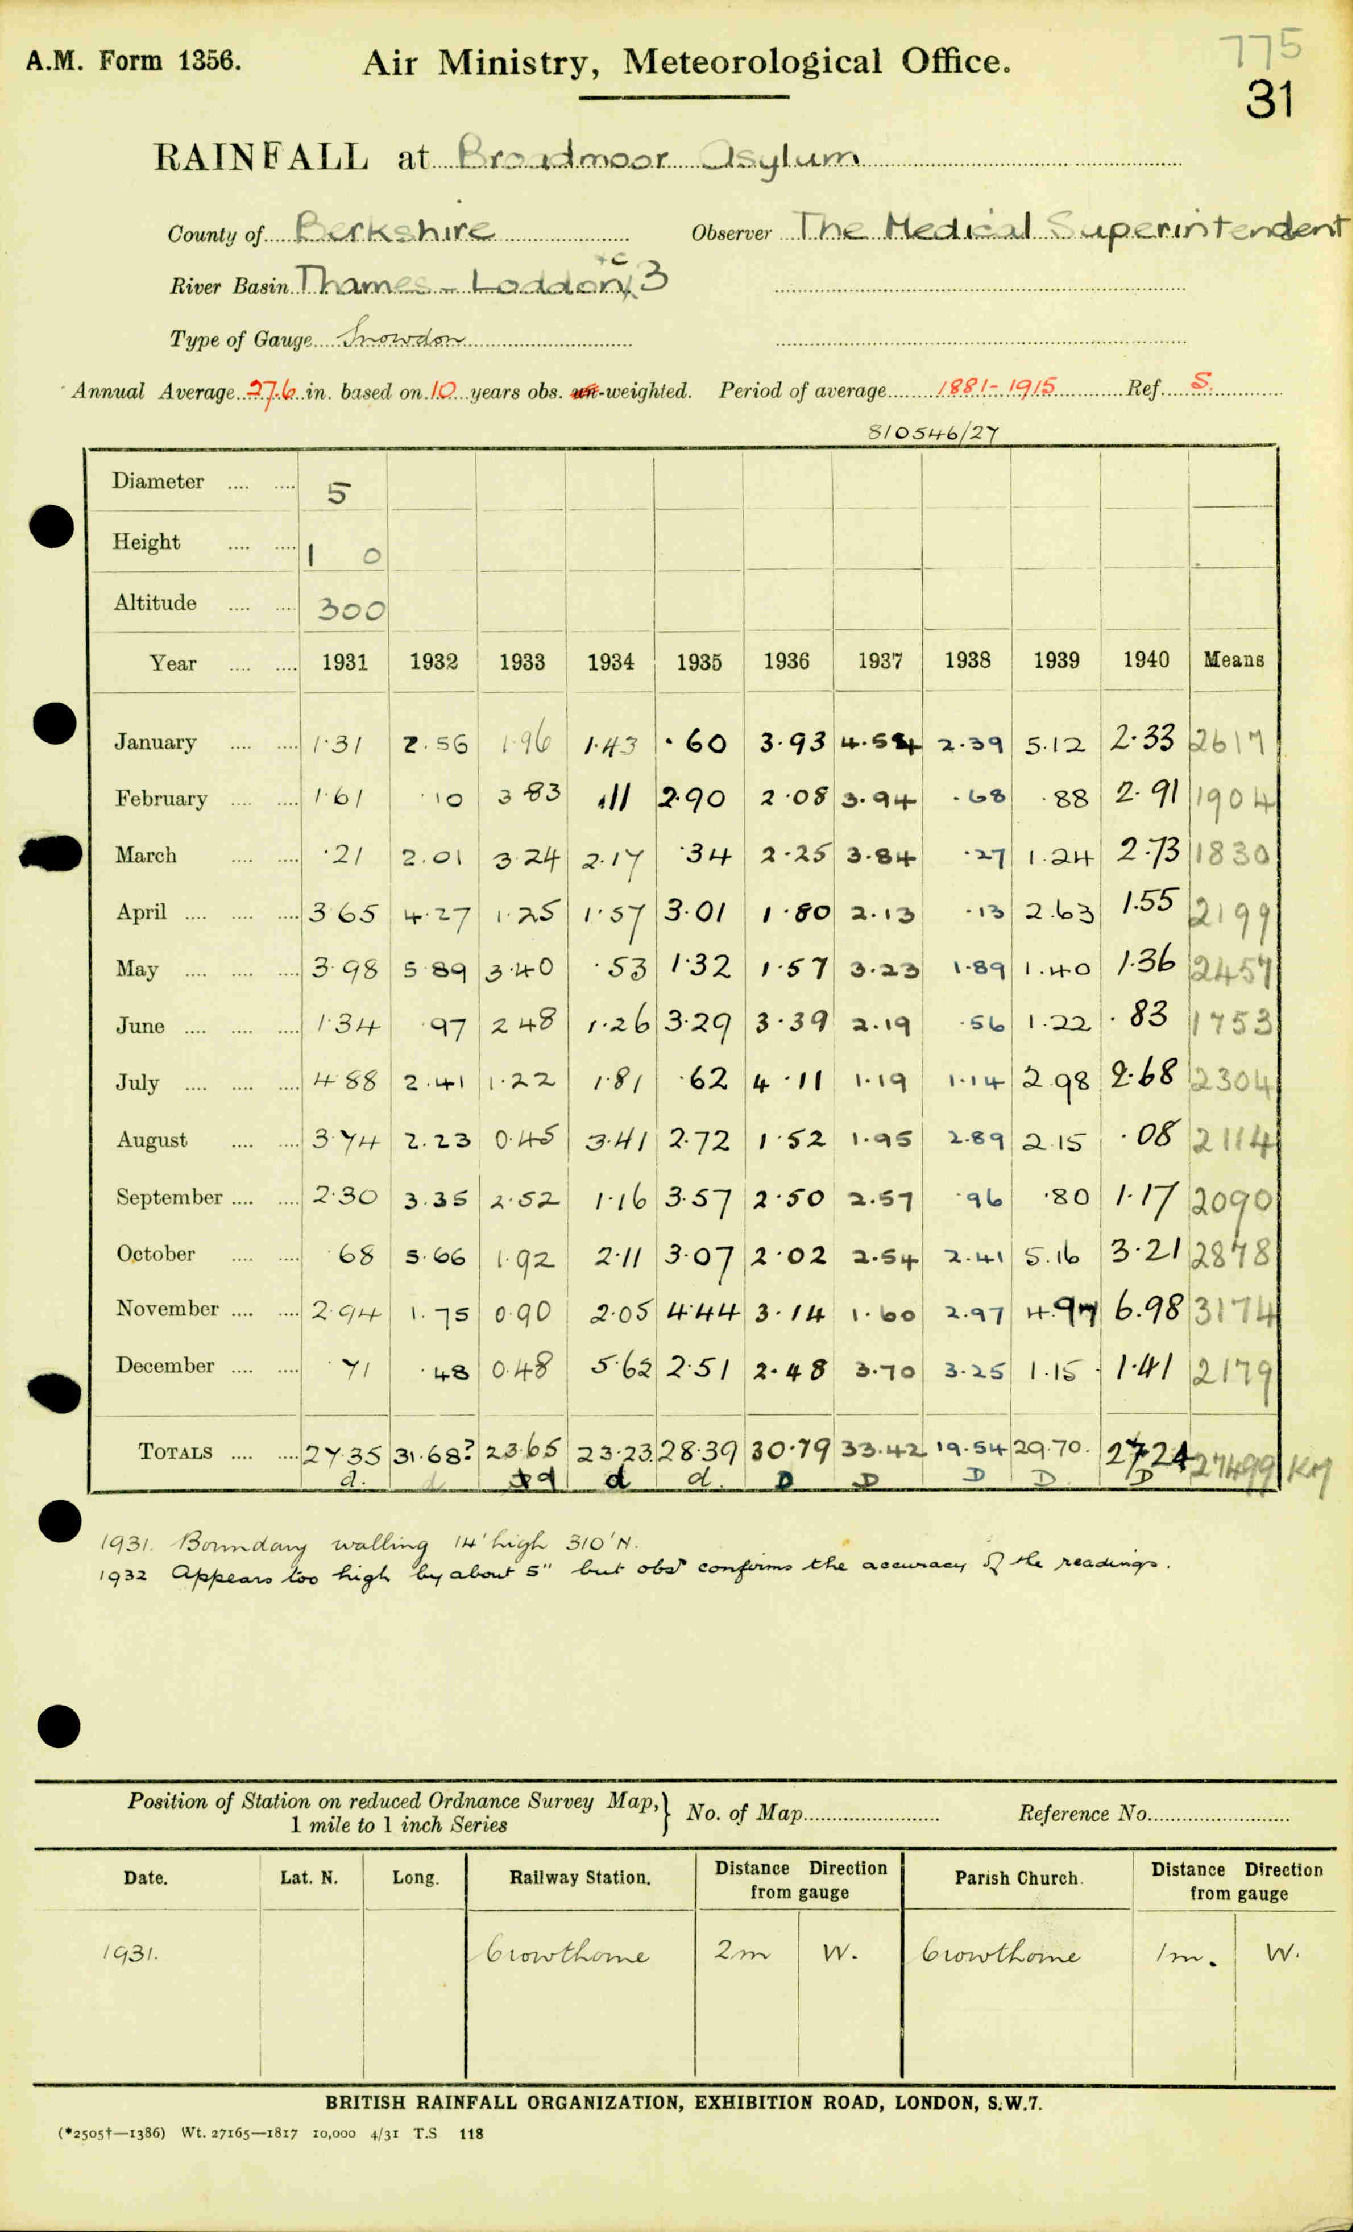 775
A.M. Form 1356. Air Ministry, Meteorological Office.
31
RAINFALL at Broadmoor Asylum
County of Berkshire Observer The Medical Superintendent
River Basin Thames - Loddon +c 3
Type of Gauge Snowdon
Annual Average 27.6 in. based on 10 years obs. un-weighted. Period of average 1881-1915 Ref. S.
810546/27
Diameter .... .... 5
Height .... .... 1 0
Altitude .... .... 300
Year .... .... 1931 1932 1933 1934 1935 1936 1937 1938 1939 1940 Means
January .... .... 1.31 2.56 1.96 1.43 .60 3.93 4.54 2.39 5.12 2.33 2617
February .... .... 1.61 .10 3.83 .11 2.90 2.08 3.94 .68 .88 2.91 1904
March .... .... .21 2.01 3.24 2.17 .34 2.25 3.84 .27 1.24 2.73 1830
April .... .... .... 3.65 4.27 1.25 1.57 3.01 1.80 2.13 .13 2.63 1.55 2199
May .... .... .... 3.98 5.89 3.40 .53 1.32 1.57 3.23 1.89 1.40 1.36 2457
June .... .... .... 1.34 .97 2.48 1.26 3.29 3.39 2.19 .56 1.22 .83 1753
July .... .... .... 4.88 2.41 1.22 1.81 .62 4.11 1.19 1.14 2.98 2.68 2304
August .... .... 3.74 2.23 0.45 3.41 2.72 1.52 1.95 2.89 2.15 .08 2114
September .... .... 2.30 3.35 2.52 1.16 3.57 2.50 2.57 .96 .80 1.17 2090
October .... .... .68 5.66 1.92 2.11 3.07 2.02 2.54 2.41 5.16 3.21 2878
November .... .... 2.94 1.75 0.90 2.05 4.44 3.14 1.60 2.97 4.97 6.98 3174
December .... .... .71 .48 0.48 5.62 2.51 2.48 3.70 3.25 1.15 1.41 2179
TOTALS .... .... 27.35 31.68? 23.65 23.23 28.39 30.79 33.42 19.54 29.70 27.24 27499 KM
d. d d d d. D D D D D
1931. Boundary walling 14' high 310' N.
1932 Appears too high by about 5" but obsr confirms the accuracy of the readings.
Position of Station on reduced Ordnance Survey Map, 1 mile to 1 inch Series } No. of Map Reference No.
Date. Lat. N. Long. Railway Station. Distance Direction from gauge Parish Church. Distance Direction from gauge
1931. Crowthorne 2m W. Crowthorne 1m. W.
BRITISH RAINFALL ORGANIZATION, EXHIBITION ROAD, LONDON, S.W.7.
(*2505†—1386) Wt. 27165—1817 10,000 4/31 T.S 118